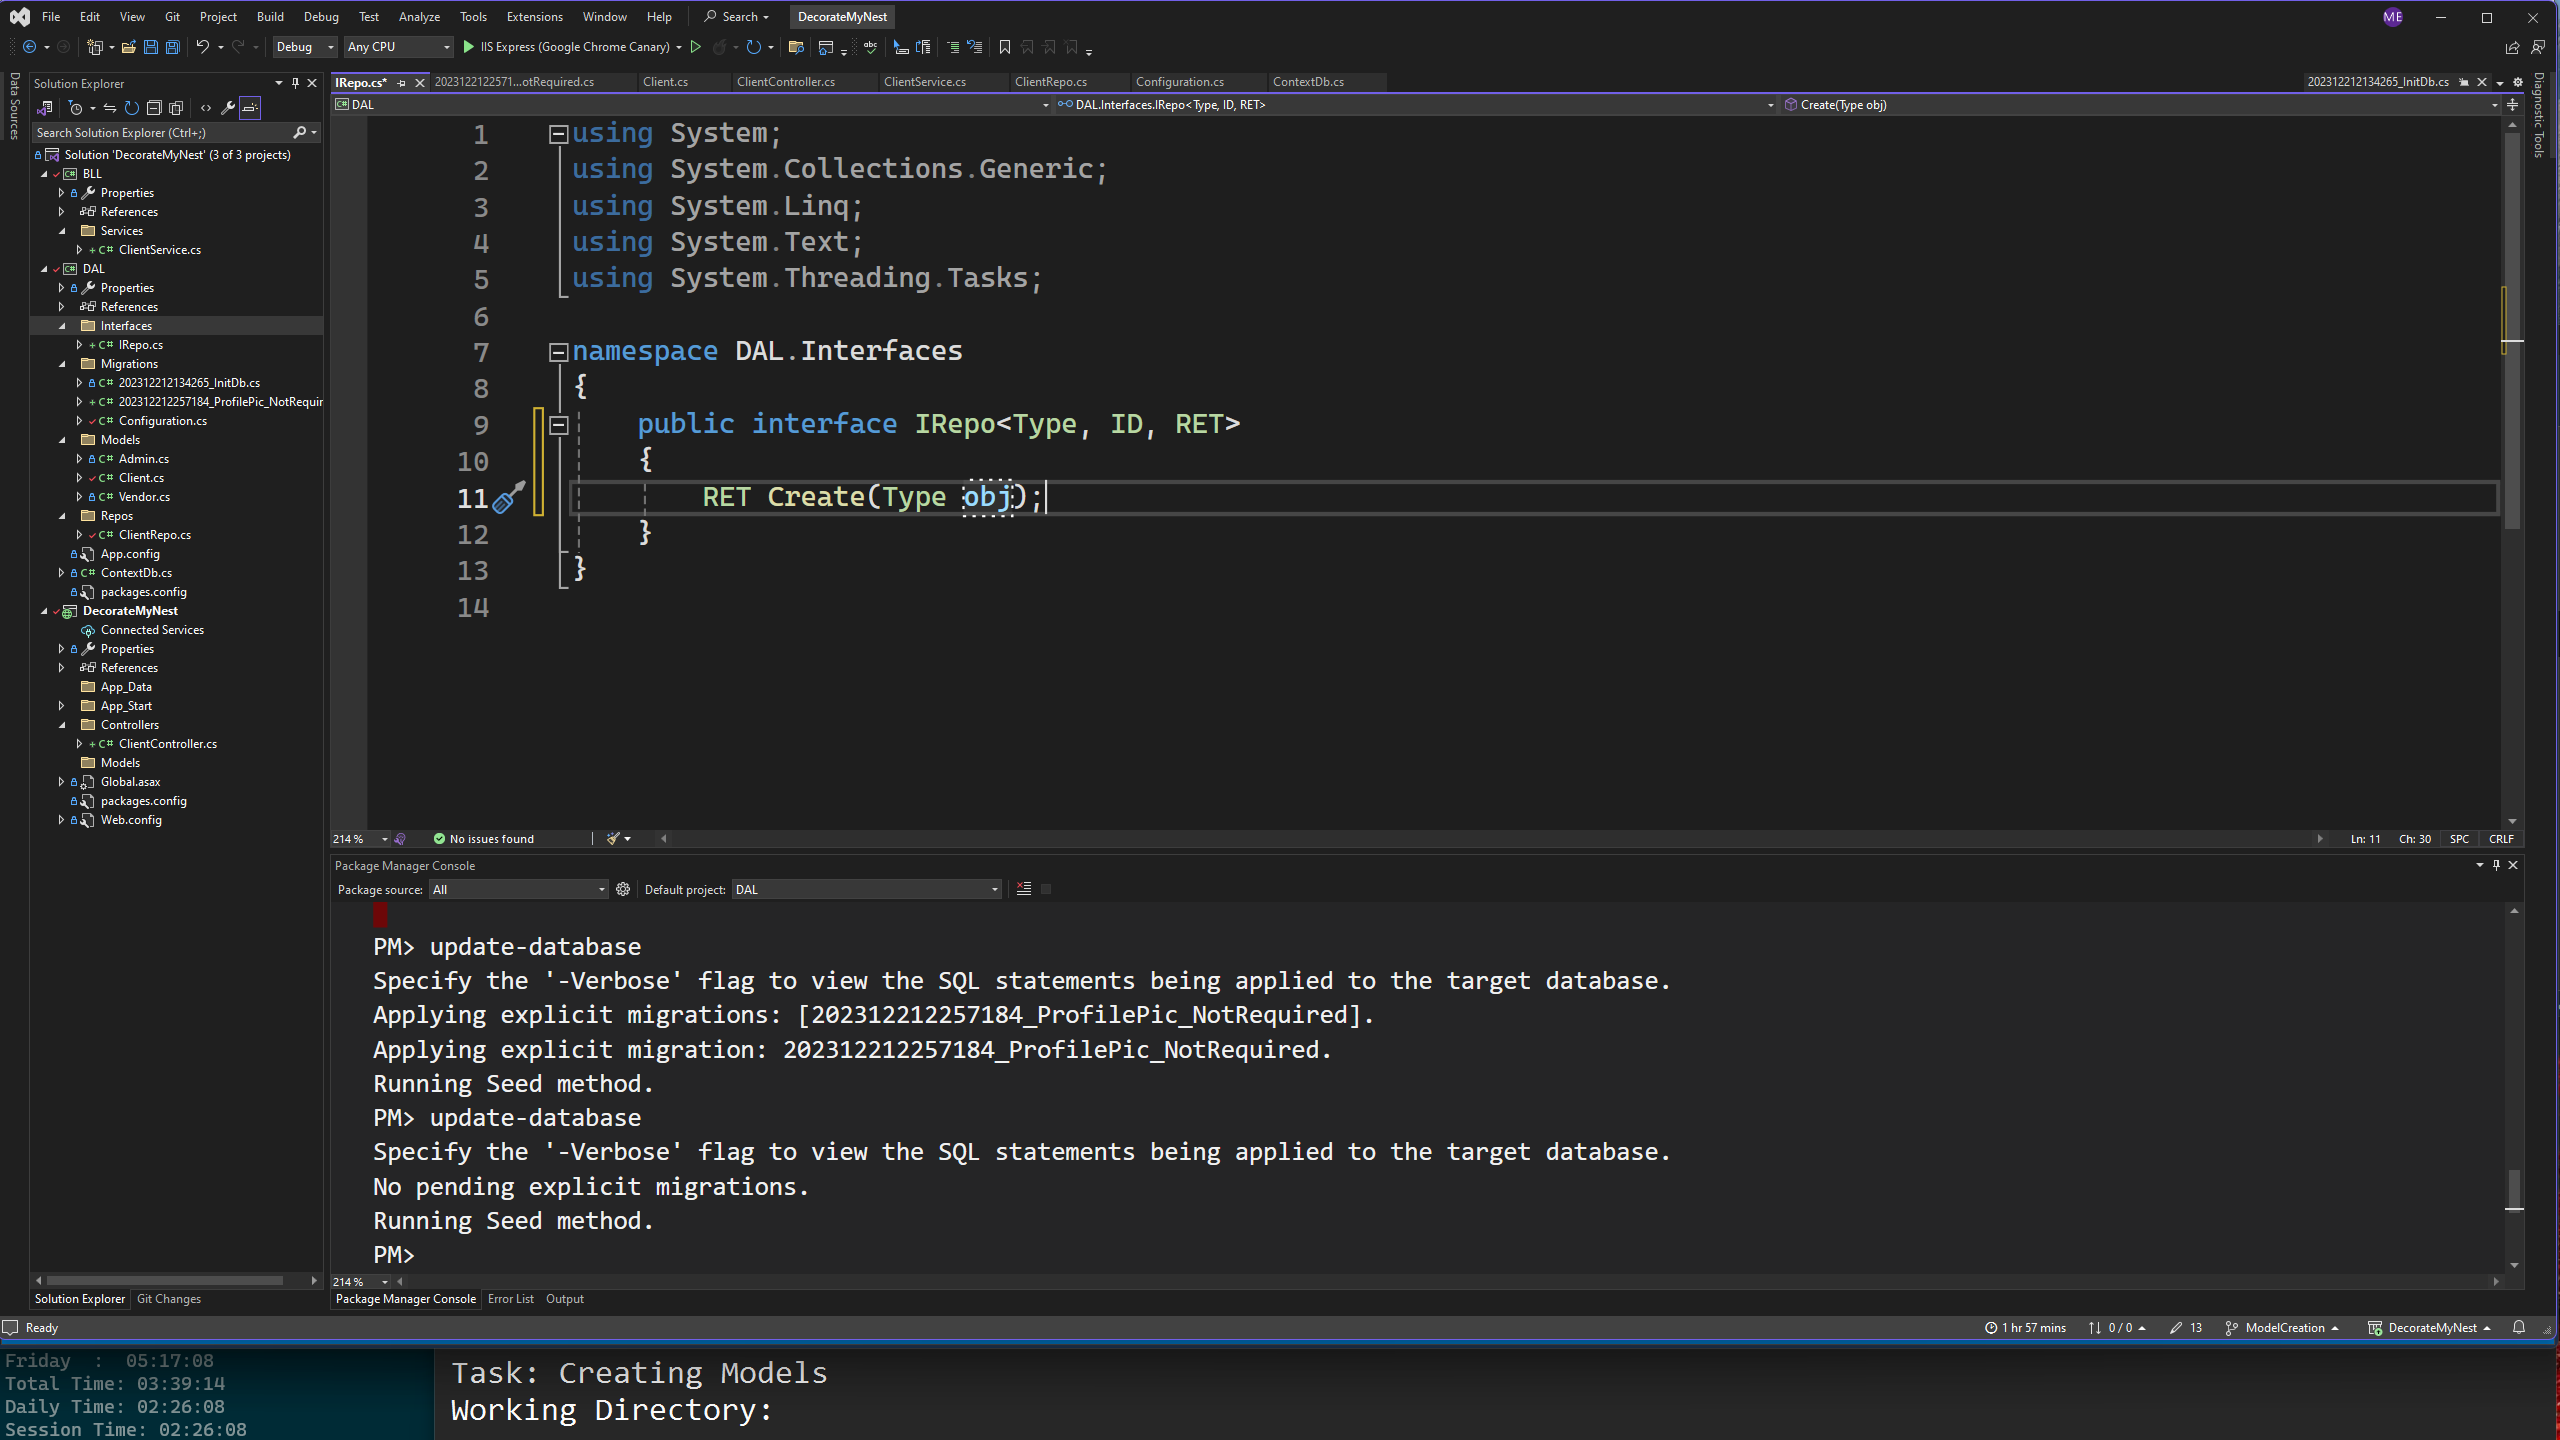 File Edit View Git Project Build Debug Test Analyze Tools Extensions Window Help Search DecorateMyNest ME
Debug Any CPU IIS Express (Google Chrome Canary)
Data Sources
Solution Explorer
Search Solution Explorer (Ctrl+;)
Solution 'DecorateMyNest' (3 of 3 projects)
BLL
Properties
References
Services
ClientService.cs
DAL
Properties
References
Interfaces
IRepo.cs
Migrations
202312212134265_InitDb.cs
202312212257184_ProfilePic_NotRequir
Configuration.cs
Models
Admin.cs
Client.cs
Vendor.cs
Repos
ClientRepo.cs
App.config
ContextDb.cs
packages.config
DecorateMyNest
Connected Services
Properties
References
App_Data
App_Start
Controllers
ClientController.cs
Models
Global.asax
packages.config
Web.config
Solution Explorer Git Changes
IRepo.cs* 2023122122571...otRequired.cs Client.cs ClientController.cs ClientService.cs ClientRepo.cs Configuration.cs ContextDb.cs 202312212134265_InitDb.cs
DAL DAL.Interfaces.IRepo<Type, ID, RET> Create(Type obj)
Diagnostic Tools
1 using System;
2 using System.Collections.Generic;
3 using System.Linq;
4 using System.Text;
5 using System.Threading.Tasks;
6
7 namespace DAL.Interfaces
8 {
9 public interface IRepo<Type, ID, RET>
10 {
11 RET Create(Type obj);
12 }
13 }
14
214 % No issues found Ln: 11 Ch: 30 SPC CRLF
Package Manager Console
Package source: All Default project: DAL
PM> update-database
Specify the '-Verbose' flag to view the SQL statements being applied to the target database.
Applying explicit migrations: [202312212257184_ProfilePic_NotRequired].
Applying explicit migration: 202312212257184_ProfilePic_NotRequired.
Running Seed method.
PM> update-database
Specify the '-Verbose' flag to view the SQL statements being applied to the target database.
No pending explicit migrations.
Running Seed method.
PM>
214 %
Package Manager Console Error List Output
Ready 1 hr 57 mins 0 / 0 13 ModelCreation DecorateMyNest
Friday : 05:17:08
Total Time: 03:39:14
Daily Time: 02:26:08
Session Time: 02:26:08
Task: Creating Models
Working Directory: